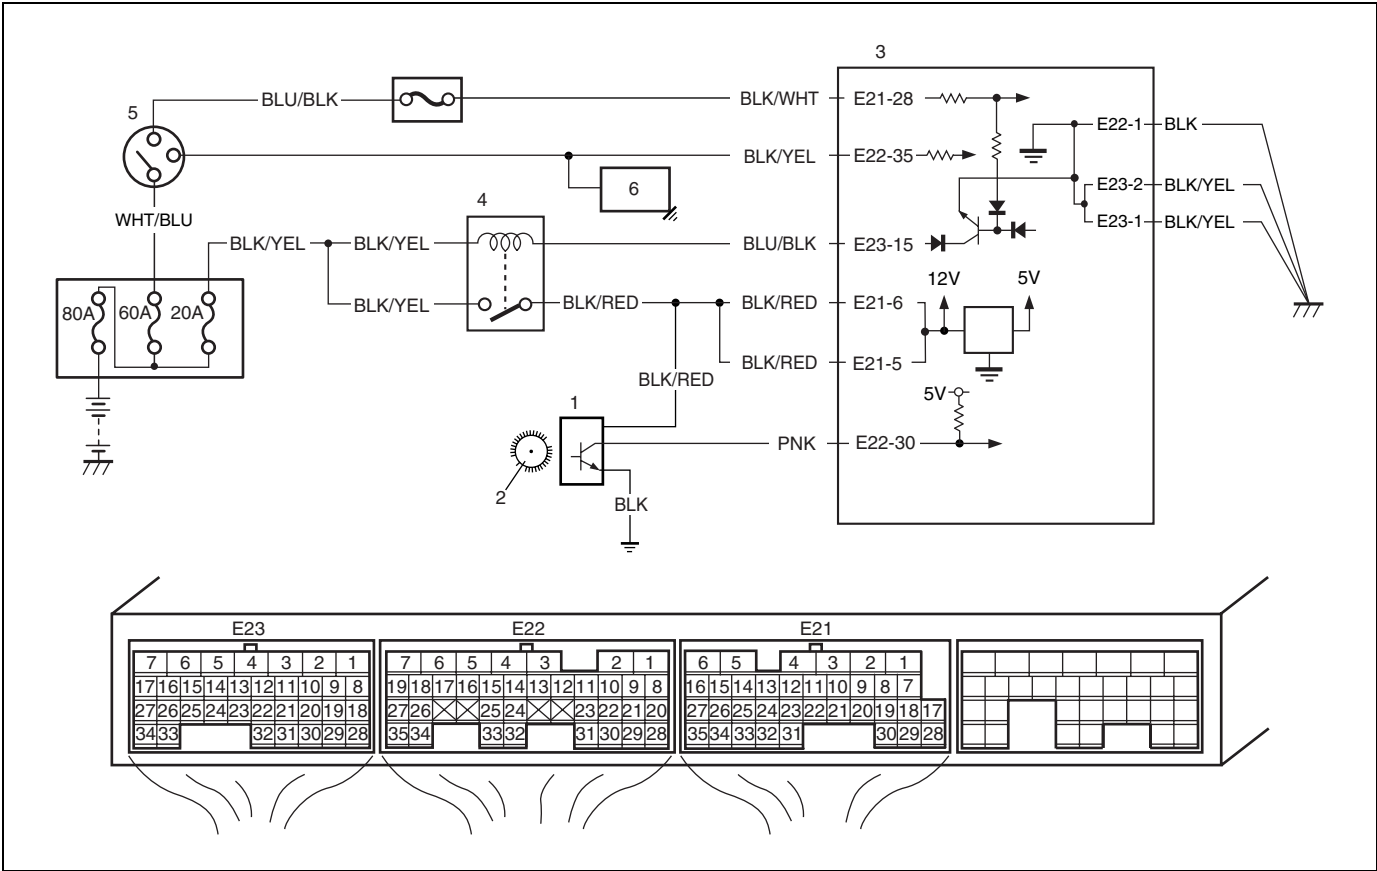 3
5
BLU/BLK
BLK/WHT
E21-28
E22-1
BLK
BLK/YEL
E22-35
6
4
E23-2
BLK/YEL
WHT/BLU
E23-1
BLK/YEL
BLK/YEL
BLK/YEL
BLU/BLK
E23-15
12V
5V
BLK/YEL
BLK/RED
BLK/RED
E21-6
80A
60A
20A
BLK/RED
E21-5
BLK/RED
5V
1
PNK
E22-30
2
BLK
E23
E22
E21
7 6 5 4 3 2 1
17 16 15 14 13 12 11 10 9 8
27 26 25 24 23 22 21 20 19 18
34 33 32 31 30 29 28
7 6 5 4 3 2 1
19 18 17 16 15 14 13 12 11 10 9 8
27 26 25 24 23 22 21 20
35 34 33 32 31 30 29 28
6 5 4 3 2 1
16 15 14 13 12 11 10 9 8 7
27 26 25 24 23 22 21 20 19 18 17
35 34 33 32 31 30 29 28